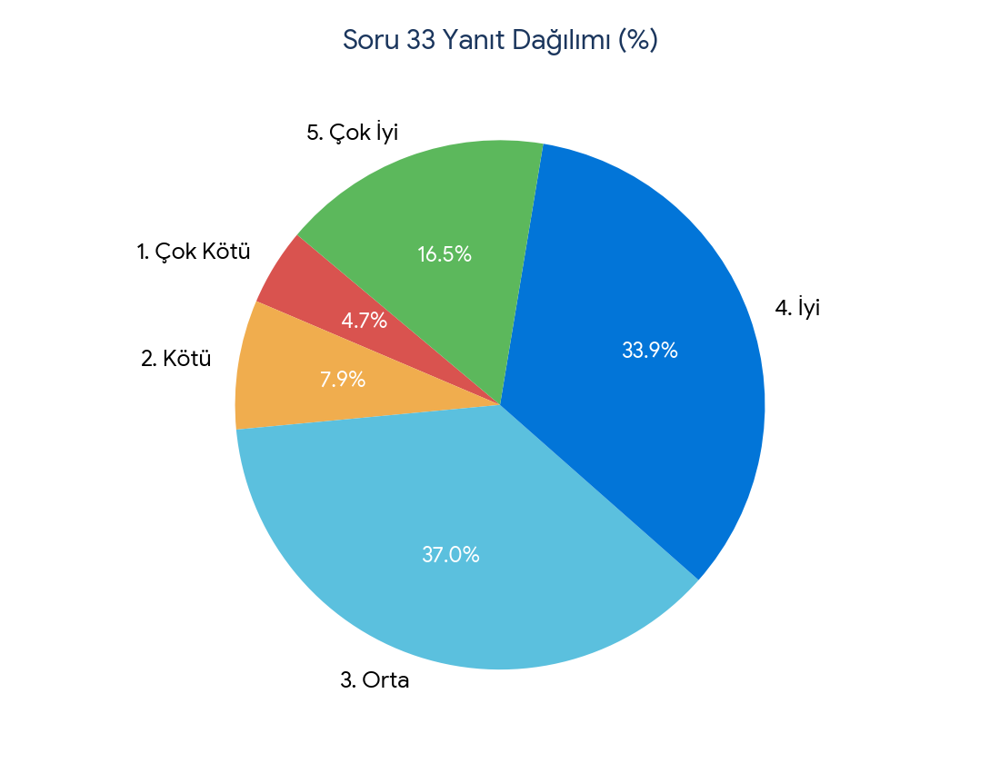 Soru 33 Yanıt Dağılımı (%)
5. Çok İyi
1. Çok Kötü
16.5%
4. İyi
4.7%
33.9%
2. Kötü
7.9%
37.0%
3. Orta